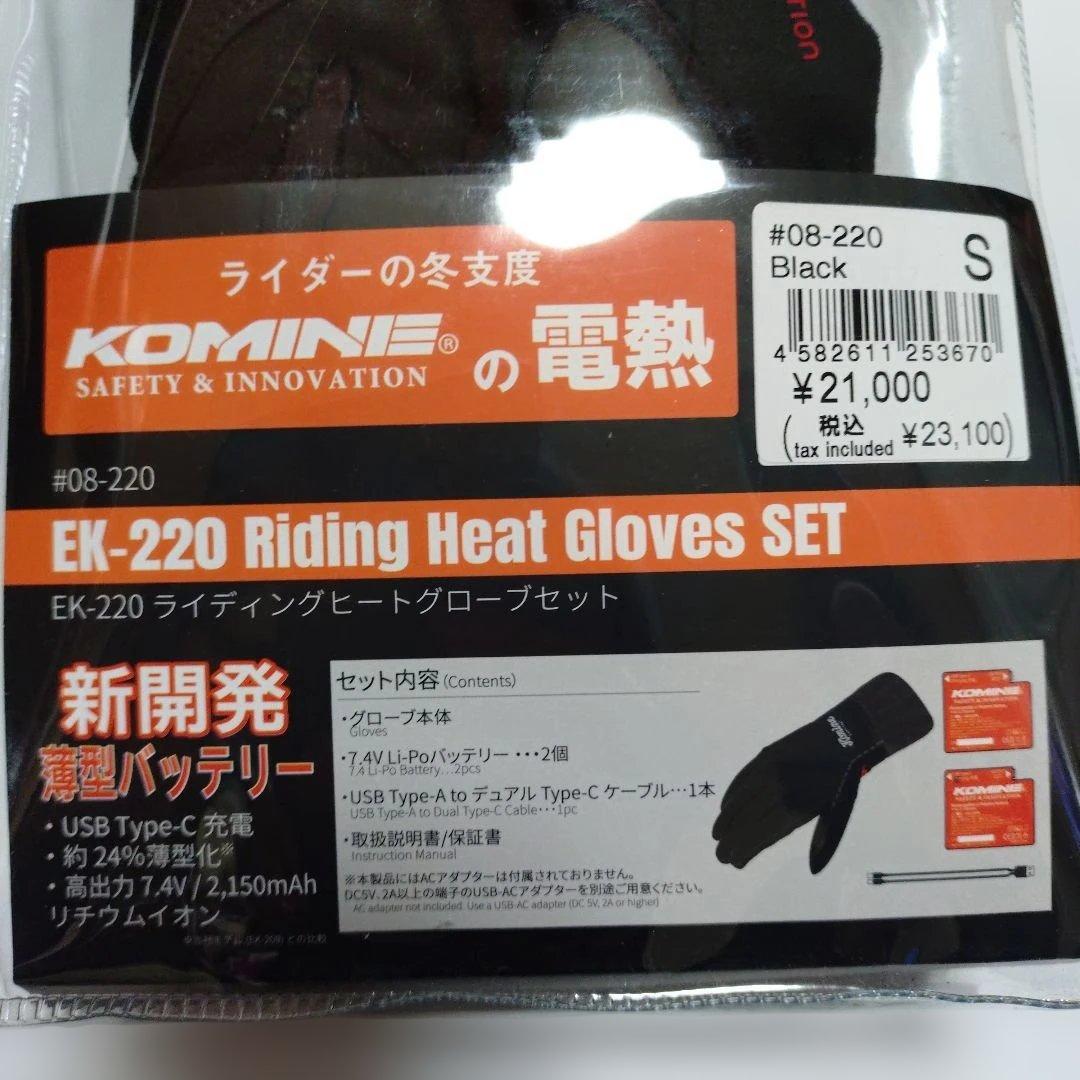 ライダーの冬支度
KOMINE®の電熱
SAFETY & INNOVATION
#08-220
Black S
4 582611 253670
¥21,000
(税込 tax included ¥23,100)
#08-220
EK-220 Riding Heat Gloves SET
EK-220 ライディングヒートグローブセット
新開発
薄型バッテリー
・USB Type-C 充電
・約24%薄型化※
・高出力 7.4V / 2,150mAh
リチウムイオン
セット内容 (Contents)
・グローブ本体
Gloves
・7.4V Li-Poバッテリー・・・2個
7.4 Li-Po Battery...2pcs
・USB Type-A to デュアル Type-C ケーブル…1本
USB Type-A to Dual Type-C Cable・・・1pc
・取扱説明書/保証書
Instruction Manual
※本製品にはACアダプターは付属されておりません。
DC5V, 2A以上の端子のUSB-ACアダプターを別途ご用意ください。
AC adapter not included. Use a USB-AC adapter (DC 5V, 2A or higher)
Komine
KOMINE
SAFETY & INNOVATION
KOMINE
SAFETY & INNOVATION